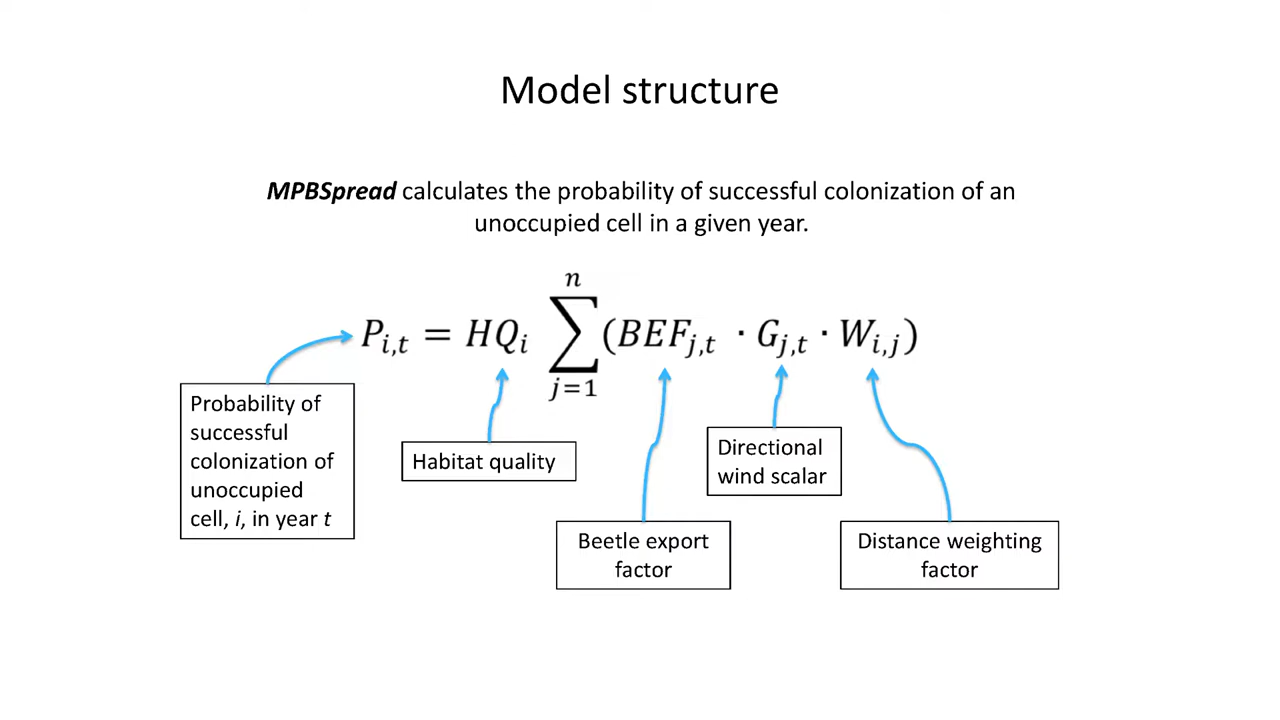 Model structure
MPBSpread calculates the probability of successful colonization of an
unoccupied cell in a given year.
P_{i,t} = HQ_i \sum_{j=1}^{n} (BEF_{j,t} · G_{j,t} · W_{i,j})
Probability of
successful
colonization of
unoccupied
cell, i, in year t
Habitat quality
Beetle export
factor
Directional
wind scalar
Distance weighting
factor